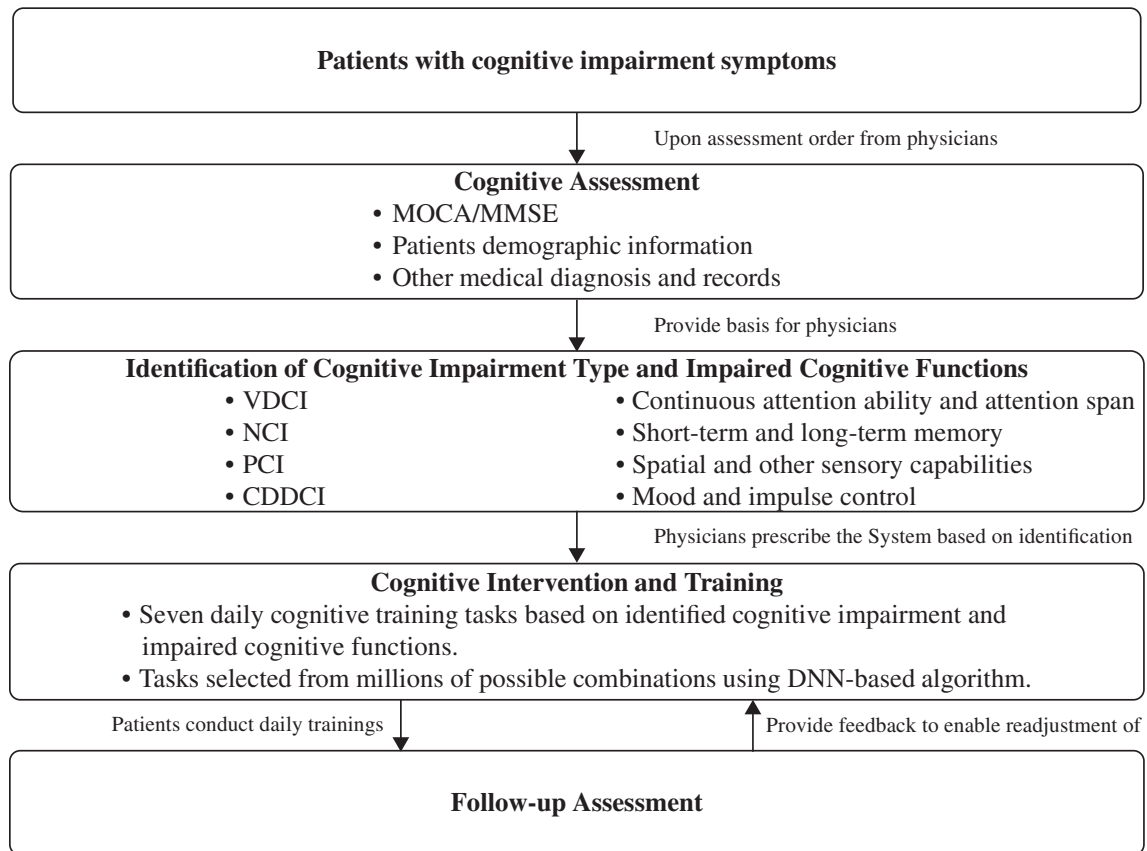 Patients with cognitive impairment symptoms
Upon assessment order from physicians
Cognitive Assessment
• MOCA/MMSE
• Patients demographic information
• Other medical diagnosis and records
Provide basis for physicians
Identification of Cognitive Impairment Type and Impaired Cognitive Functions
• VDCI
• NCI
• PCI
• CDDCI
• Continuous attention ability and attention span
• Short-term and long-term memory
• Spatial and other sensory capabilities
• Mood and impulse control
Physicians prescribe the System based on identification
Cognitive Intervention and Training
• Seven daily cognitive training tasks based on identified cognitive impairment and
impaired cognitive functions.
• Tasks selected from millions of possible combinations using DNN-based algorithm.
Patients conduct daily trainings
Provide feedback to enable readjustment of
Follow-up Assessment